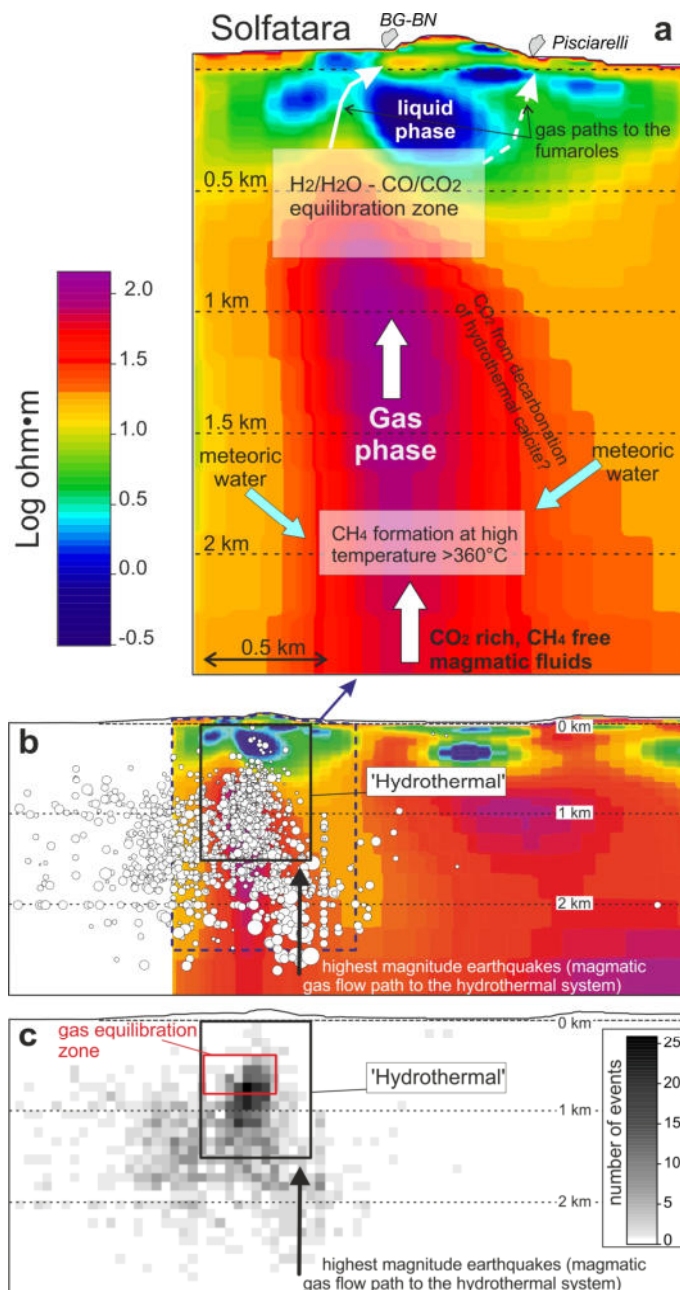 Solfatara
BG-BN
Pisciarelli
a
liquid
phase
gas paths to the
fumaroles
H2/H2O - CO/CO2
equilibration zone
0.5 km
1 km
CO2 from decarbonation
of hydrothermal calcite?
Gas
phase
1.5 km
meteoric
water
meteoric
water
CH4 formation at high
temperature >360°C
2 km
0.5 km
CO2 rich, CH4 free
magmatic fluids
Log ohm•m
2.0
1.5
1.0
0.5
0.0
-0.5
b
0 km
'Hydrothermal'
1 km
2 km
highest magnitude earthquakes (magmatic
gas flow path to the hydrothermal system)
c
gas equilibration
zone
0 km
'Hydrothermal'
1 km
2 km
number of events
25
20
15
10
5
0
highest magnitude earthquakes (magmatic
gas flow path to the hydrothermal system)